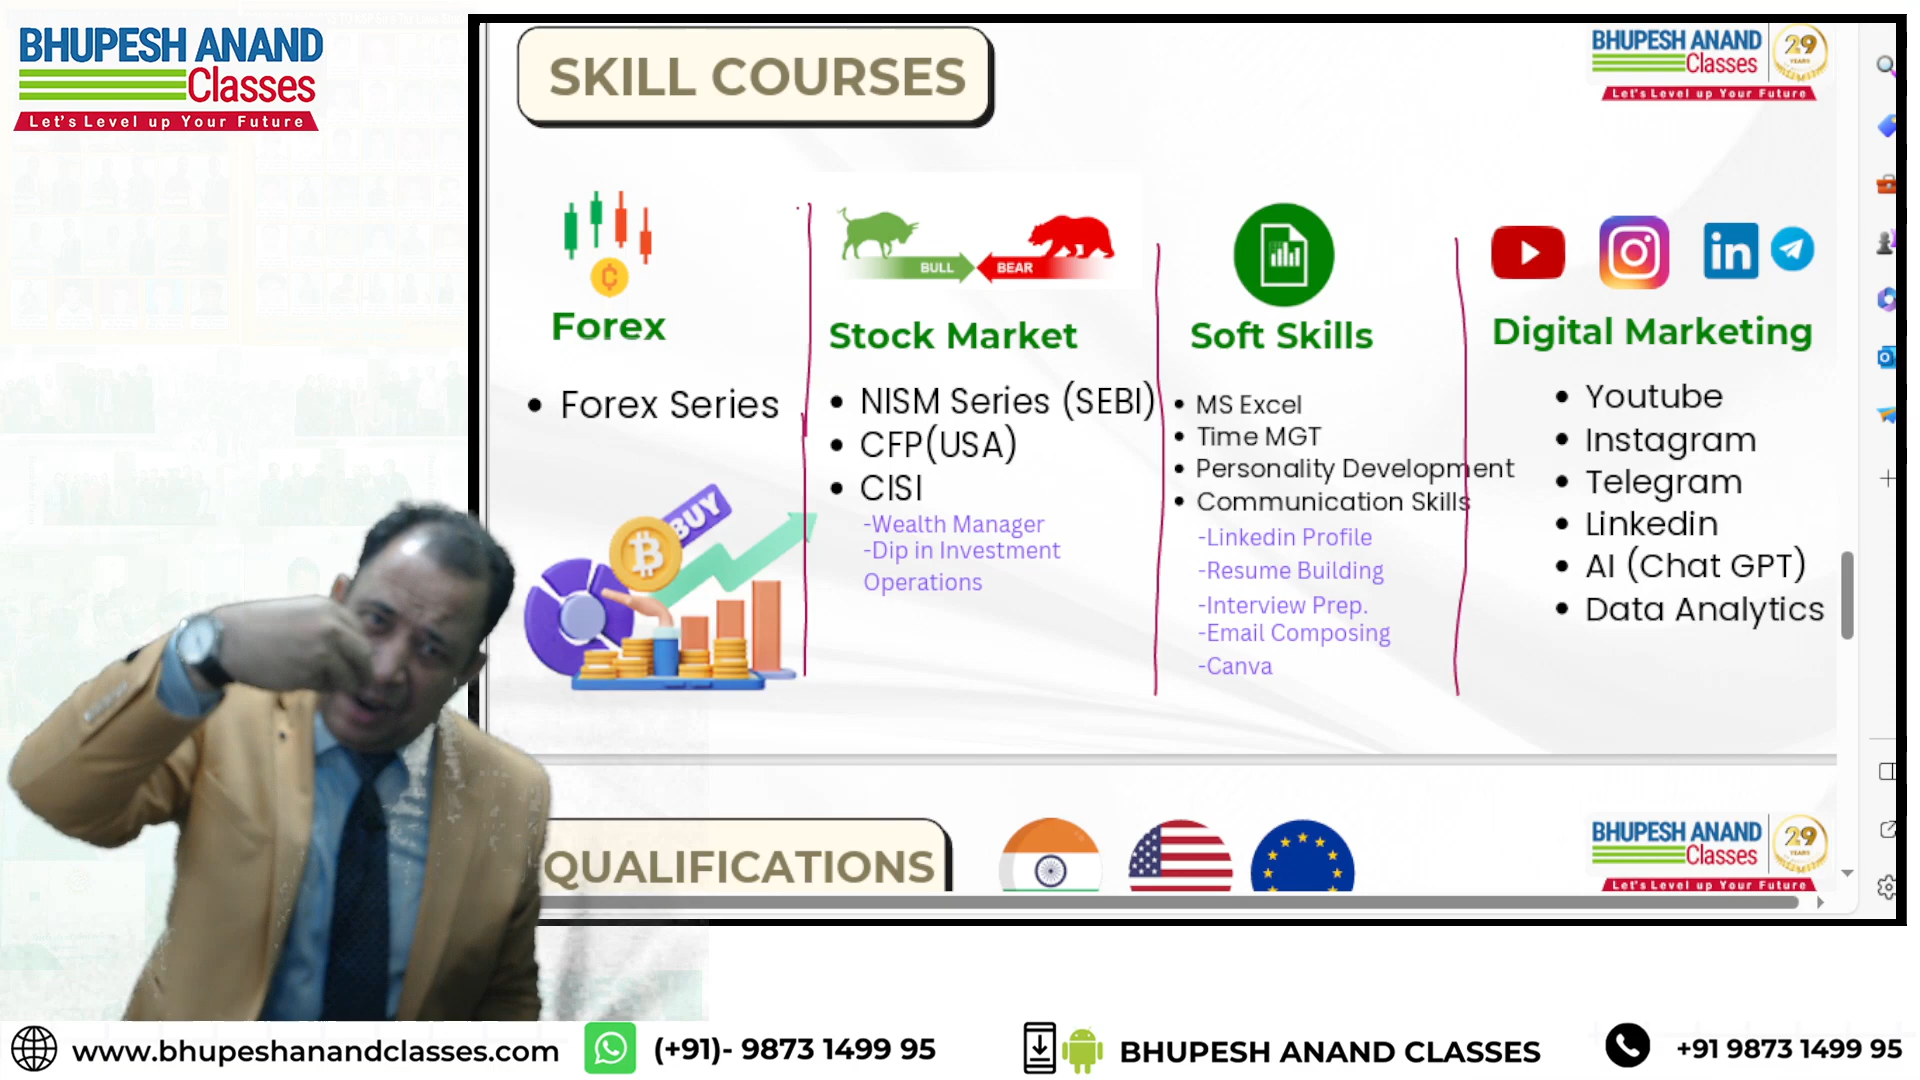 BHUPESH ANAND
Classes
Let's Level up Your Future
SKILL COURSES
BHUPESH ANAND
Classes
29
YEARS
Let's Level up Your Future
BULL
BEAR
in
Forex
Stock Market
Soft Skills
Digital Marketing
• Forex Series
BUY
• NISM Series (SEBI)
• CFP(USA)
• CISI
-Wealth Manager
-Dip in Investment
Operations
• MS Excel
• Time MGT
• Personality Development
• Communication Skills
-Linkedin Profile
-Resume Building
-Interview Prep.
-Email Composing
-Canva
• Youtube
• Instagram
• Telegram
• Linkedin
• AI (Chat GPT)
• Data Analytics
QUALIFICATIONS
BHUPESH ANAND
Classes
29
YEARS
Let's Level up Your Future
www.bhupeshanandclasses.com
(+91)- 9873 1499 95
BHUPESH ANAND CLASSES
+91 9873 1499 95